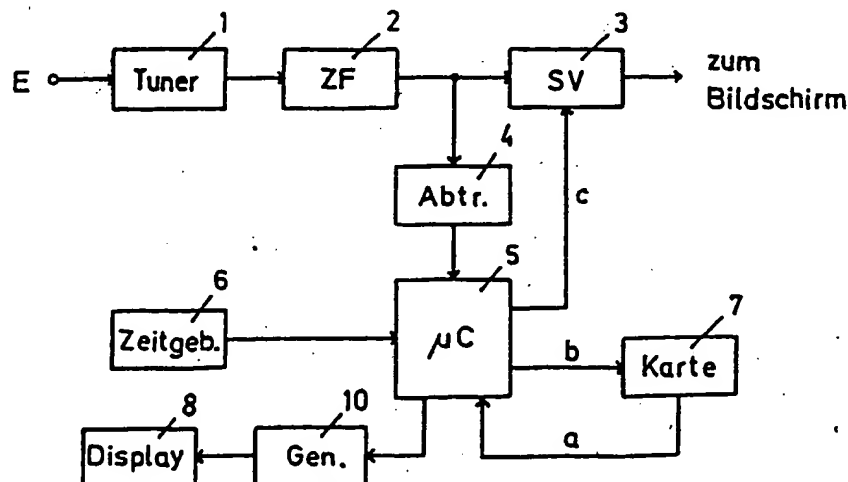 1
2
3
E
Tuner
ZF
SV
zum
Bildschirm
4
Abtr.
c
5
6
7
Zeitgeb.
µC
b
Karte
8
10
a
Display
Gen.